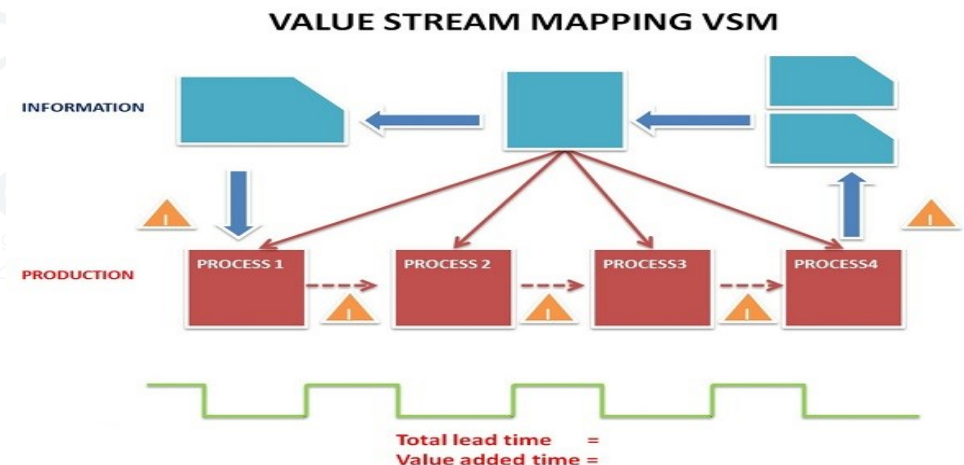 VALUE STREAM MAPPING VSM
INFORMATION
I
I
PRODUCTION
PROCESS 1
PROCESS 2
PROCESS3
PROCESS4
I
I
I
Total lead time =
Value added time =